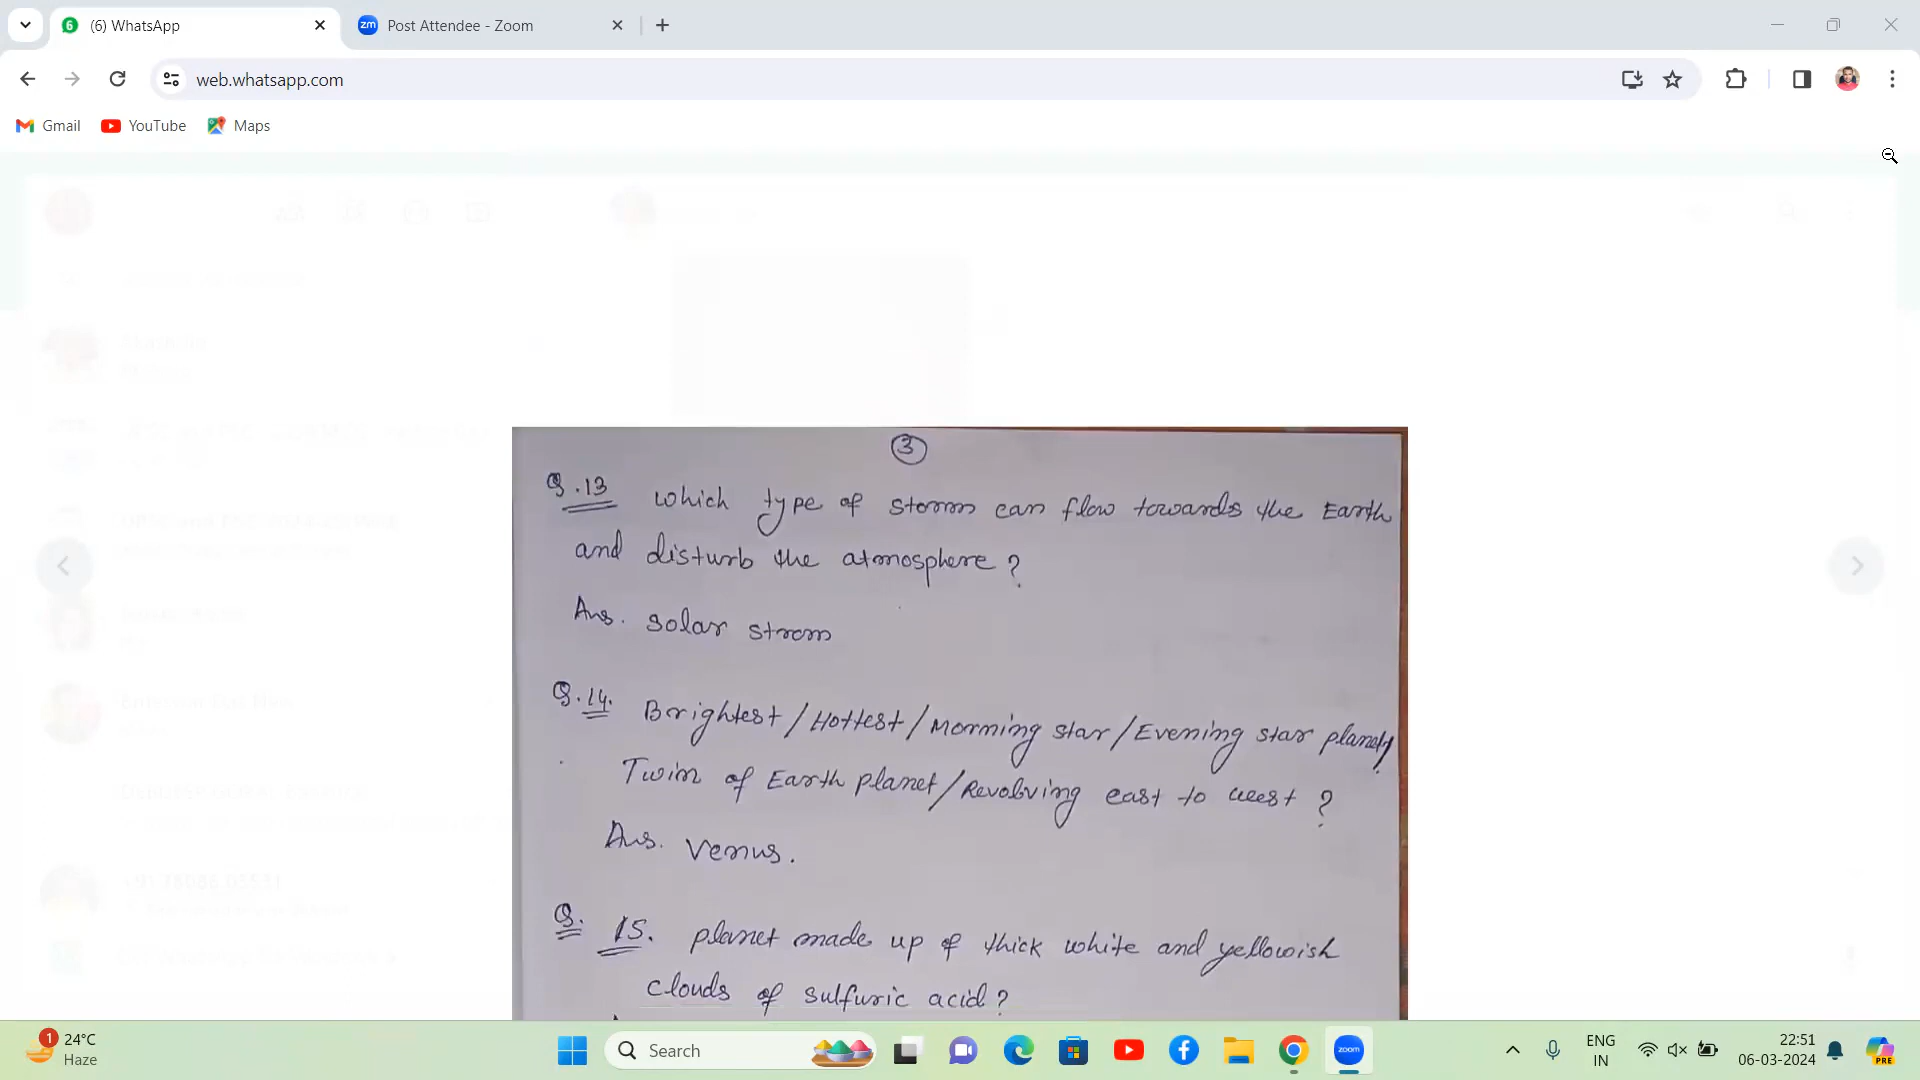 (6) WhatsApp
Post Attendee - Zoom
web.whatsapp.com
Gmail
YouTube
Maps
3
Q.13 which type of storm can flow towards the Earth
and disturb the atmosphere ?
Ans. solar strom
Q.14. Brightest/Hottest/Morning star/Evening star planet/
Twin of Earth planet/Revolving east to west ?
Ans. Venus.
Q. 15. planet made up of thick white and yellowish
clouds of sulfuric acid?
1
24°C
Haze
Search
zoom
ENG
IN
22:51
06-03-2024
PRE